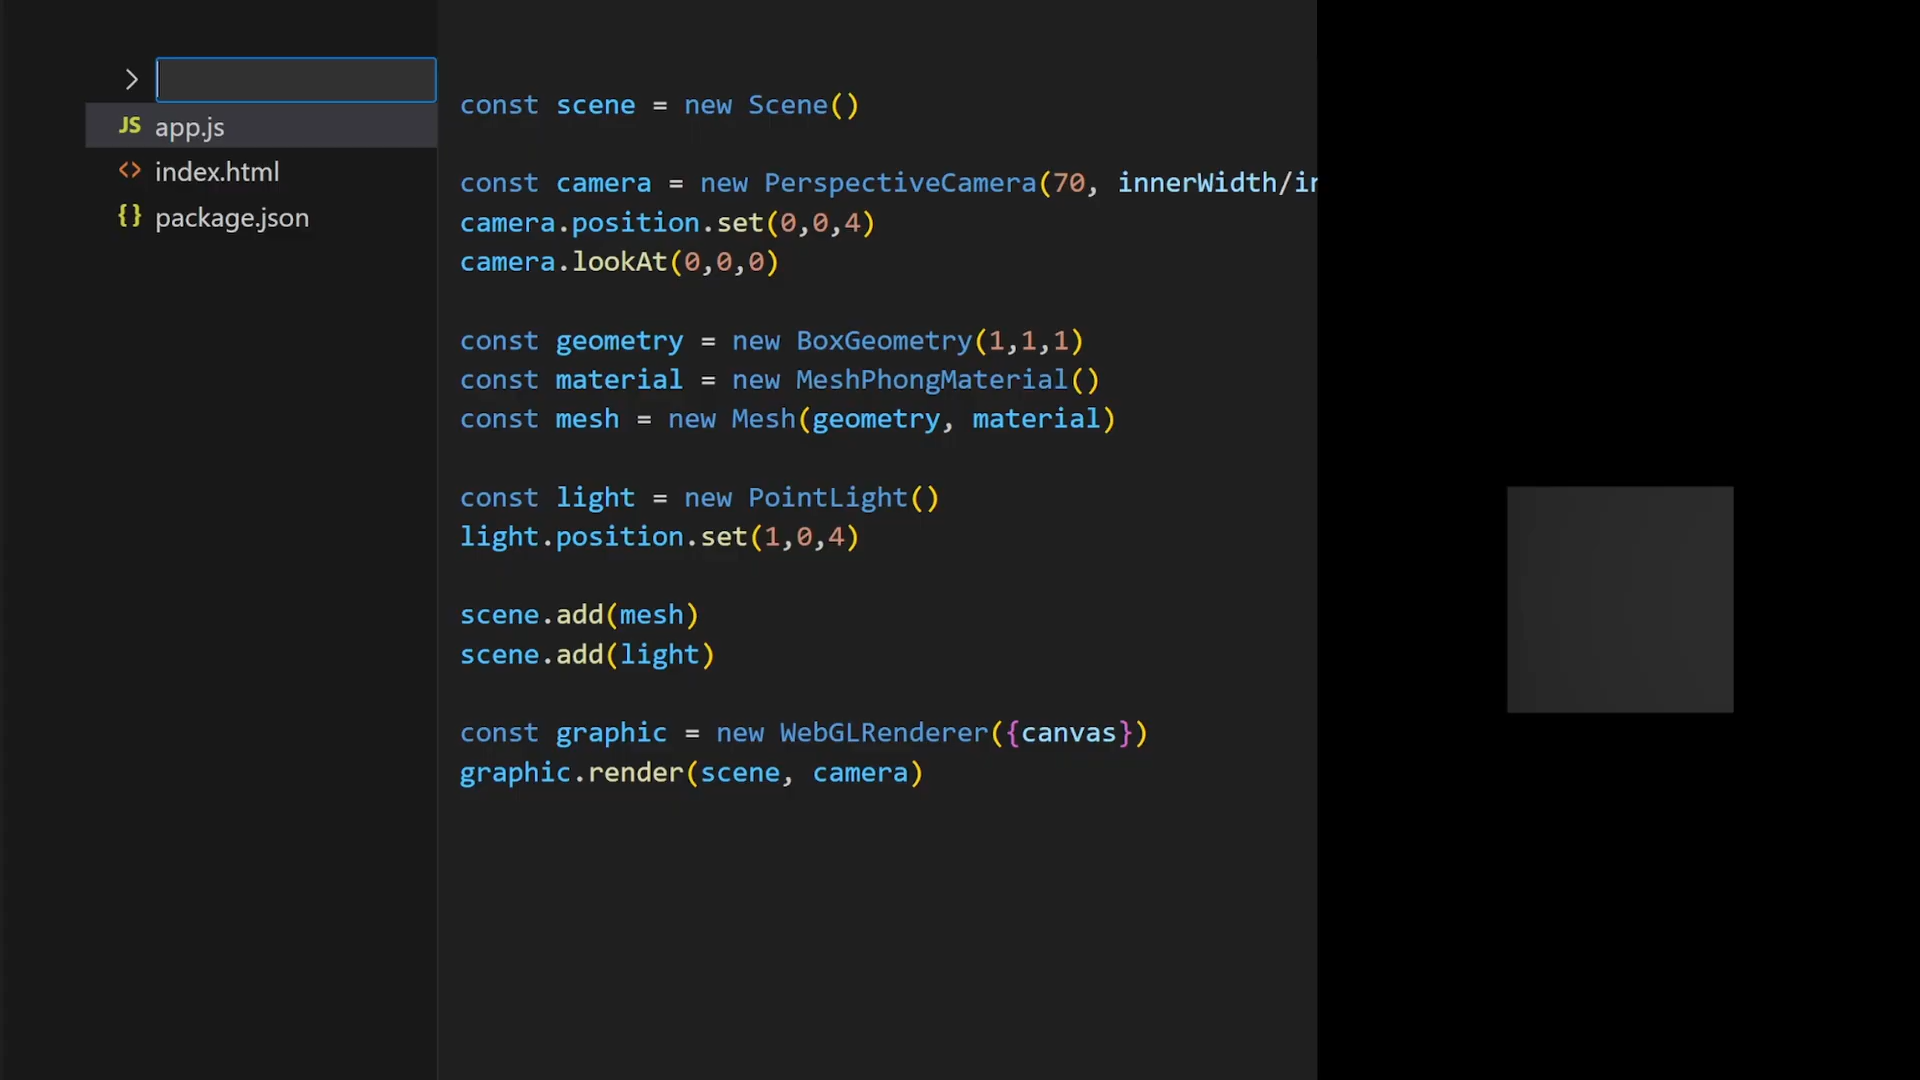 JS app.js
<> index.html
{} package.json
const scene = new Scene()
const camera = new PerspectiveCamera(70, innerWidth/in
camera.position.set(0,0,4)
camera.lookAt(0,0,0)
const geometry = new BoxGeometry(1,1,1)
const material = new MeshPhongMaterial()
const mesh = new Mesh(geometry, material)
const light = new PointLight()
light.position.set(1,0,4)
scene.add(mesh)
scene.add(light)
const graphic = new WebGLRenderer({canvas})
graphic.render(scene, camera)